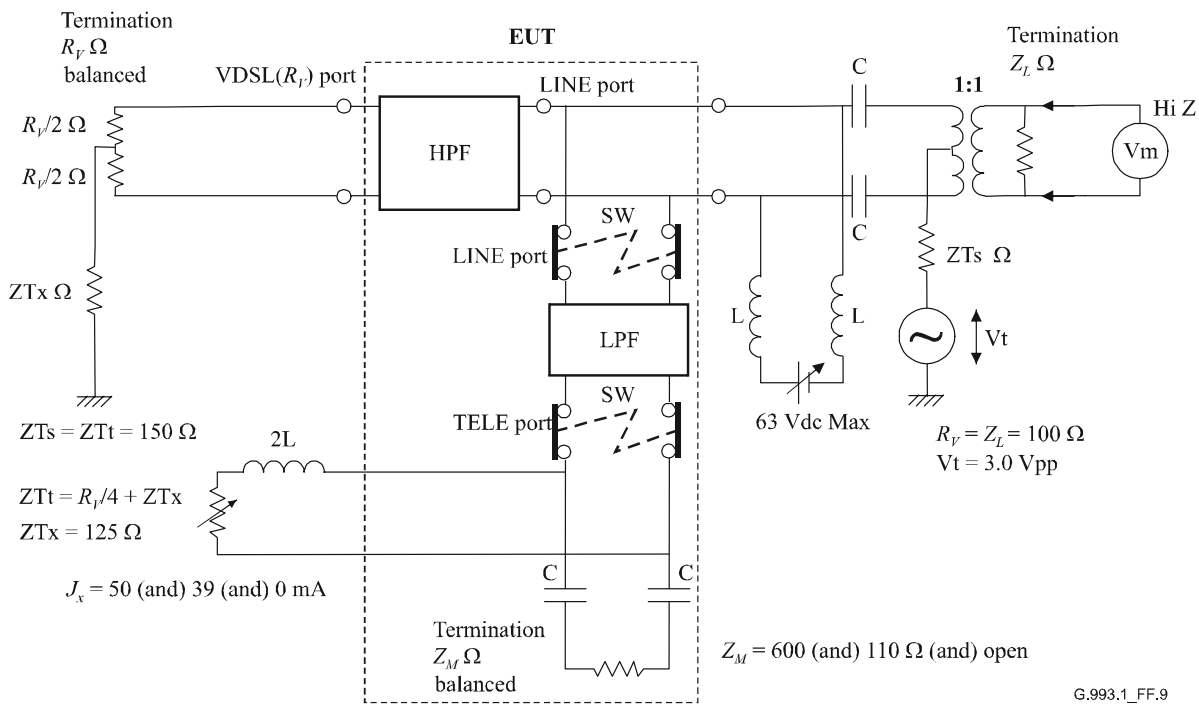 Termination
R_V Ω
balanced
EUT
Termination
Z_L Ω
VDSL(R_V) port
LINE port
C
1:1
Hi Z
R_V/2 Ω
HPF
Vm
R_V/2 Ω
SW
C
LINE port
ZTs Ω
ZTx Ω
L
L
LPF
Vt
SW
TELE port
63 Vdc Max
ZTs = ZTt = 150 Ω
2L
R_V = Z_L = 100 Ω
Vt = 3.0 Vpp
ZTt = R_V/4 + ZTx
ZTx = 125 Ω
J_x = 50 (and) 39 (and) 0 mA
C
C
Termination
Z_M Ω
balanced
Z_M = 600 (and) 110 Ω (and) open
G.993.1_FF.9